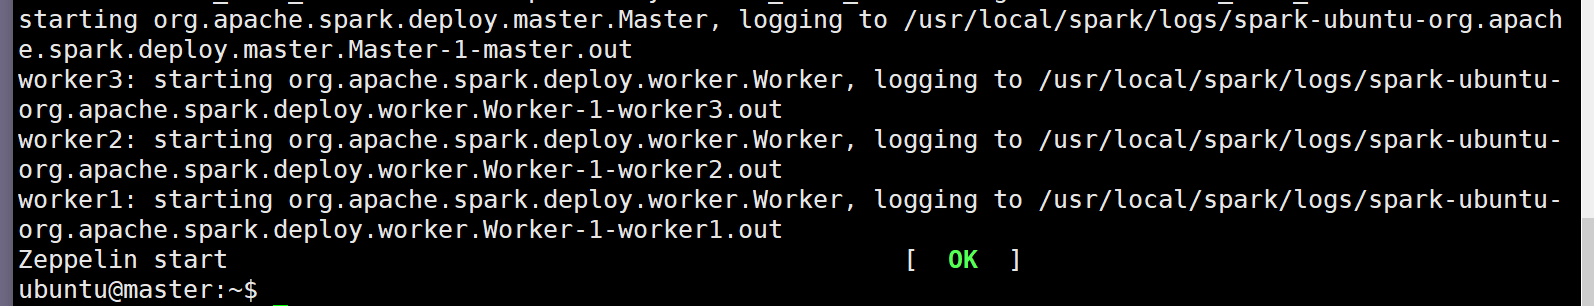 starting org.apache.spark.deploy.master.Master, logging to /usr/local/spark/logs/spark-ubuntu-org.apach
e.spark.deploy.master.Master-1-master.out
worker3: starting org.apache.spark.deploy.worker.Worker, logging to /usr/local/spark/logs/spark-ubuntu-
org.apache.spark.deploy.worker.Worker-1-worker3.out
worker2: starting org.apache.spark.deploy.worker.Worker, logging to /usr/local/spark/logs/spark-ubuntu-
org.apache.spark.deploy.worker.Worker-1-worker2.out
worker1: starting org.apache.spark.deploy.worker.Worker, logging to /usr/local/spark/logs/spark-ubuntu-
org.apache.spark.deploy.worker.Worker-1-worker1.out
Zeppelin start [ OK ]
ubuntu@master:~$